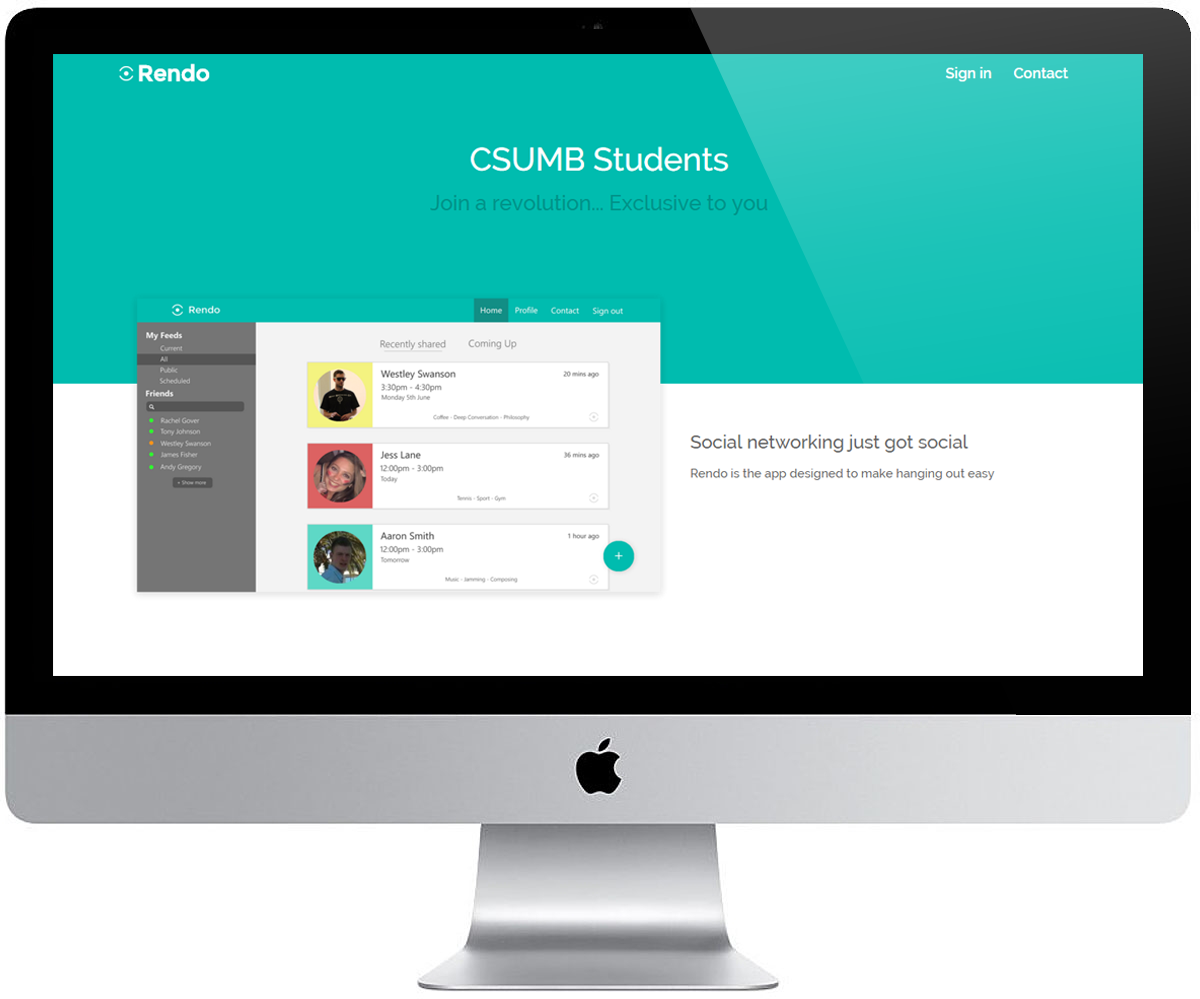 Rendo
Sign in
Contact
CSUMB Students
Join a revolution... Exclusive to you
Rendo
Home
Profile
Contact
Sign out
My Feeds
Current
All
Public
Scheduled
Friends
Rachel Gover
Tony Johnson
Westley Swanson
James Fisher
Andy Gregory
+ Show more
Recently shared
Coming Up
Westley Swanson
20 mins ago
3:30pm - 4:30pm
Monday 5th June
Coffee - Deep Conversation - Philosophy
Jess Lane
36 mins ago
12:00pm - 3:00pm
Today
Tennis - Sport - Gym
Aaron Smith
1 hour ago
12:00pm - 3:00pm
Tomorrow
Music - Jamming - Composing
+
Social networking just got social
Rendo is the app designed to make hanging out easy